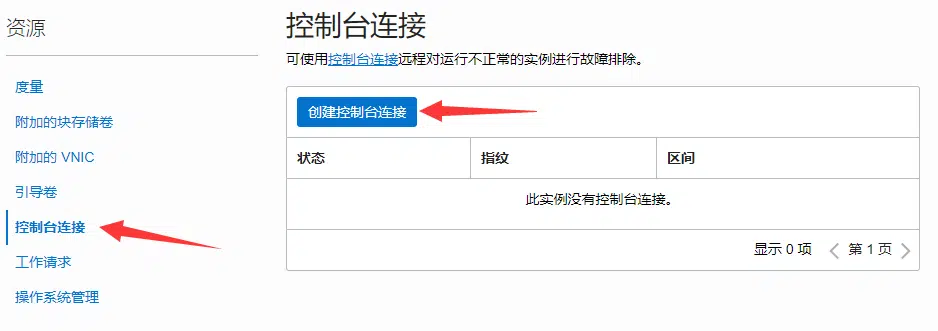 资源
度量
附加的块存储卷
附加的 VNIC
引导卷
控制台连接
工作请求
操作系统管理
控制台连接
可使用控制台连接远程对运行不正常的实例进行故障排除。
创建控制台连接
状态 指纹 区间
此实例没有控制台连接。
显示 0 项 第 1 页